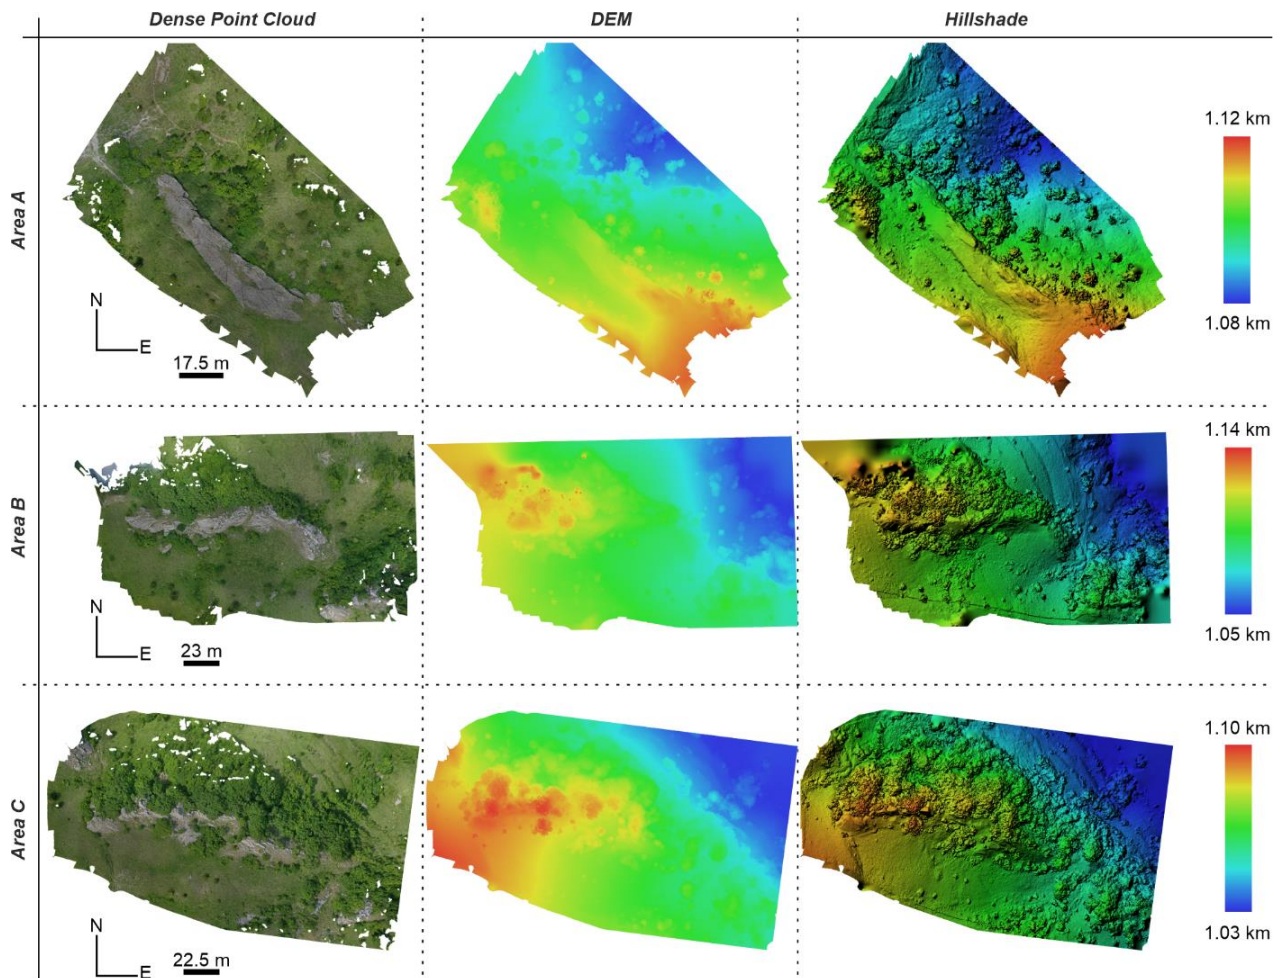 Dense Point Cloud DEM Hillshade
Area A
N
E
17.5 m
1.12 km
1.08 km
Area B
N
E
23 m
1.14 km
1.05 km
Area C
N
E
22.5 m
1.10 km
1.03 km